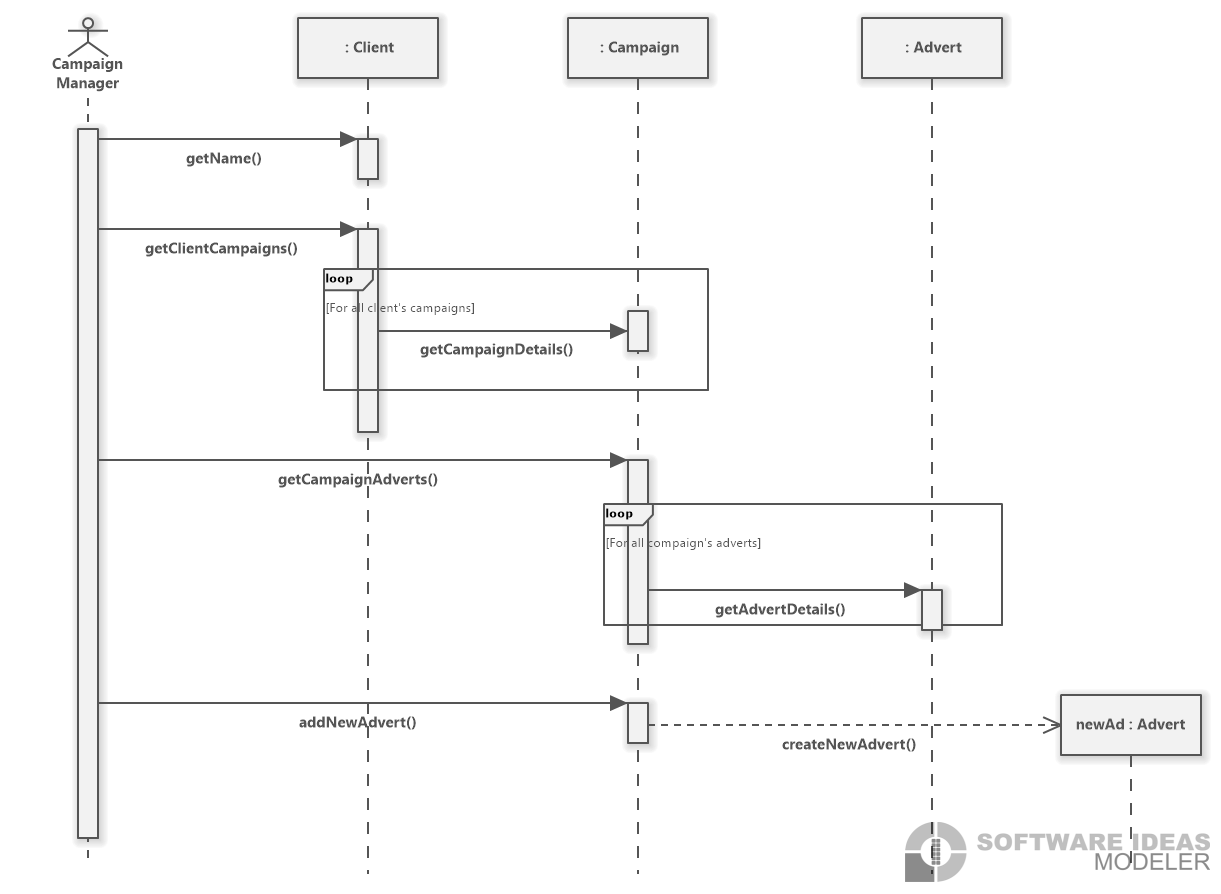 Campaign
Manager
: Client
: Campaign
: Advert
getName()
getClientCampaigns()
loop
[For all client's campaigns]
getCampaignDetails()
getCampaignAdverts()
loop
[For all compaign's adverts]
getAdvertDetails()
addNewAdvert()
newAd : Advert
createNewAdvert()
SOFTWARE IDEAS
MODELER